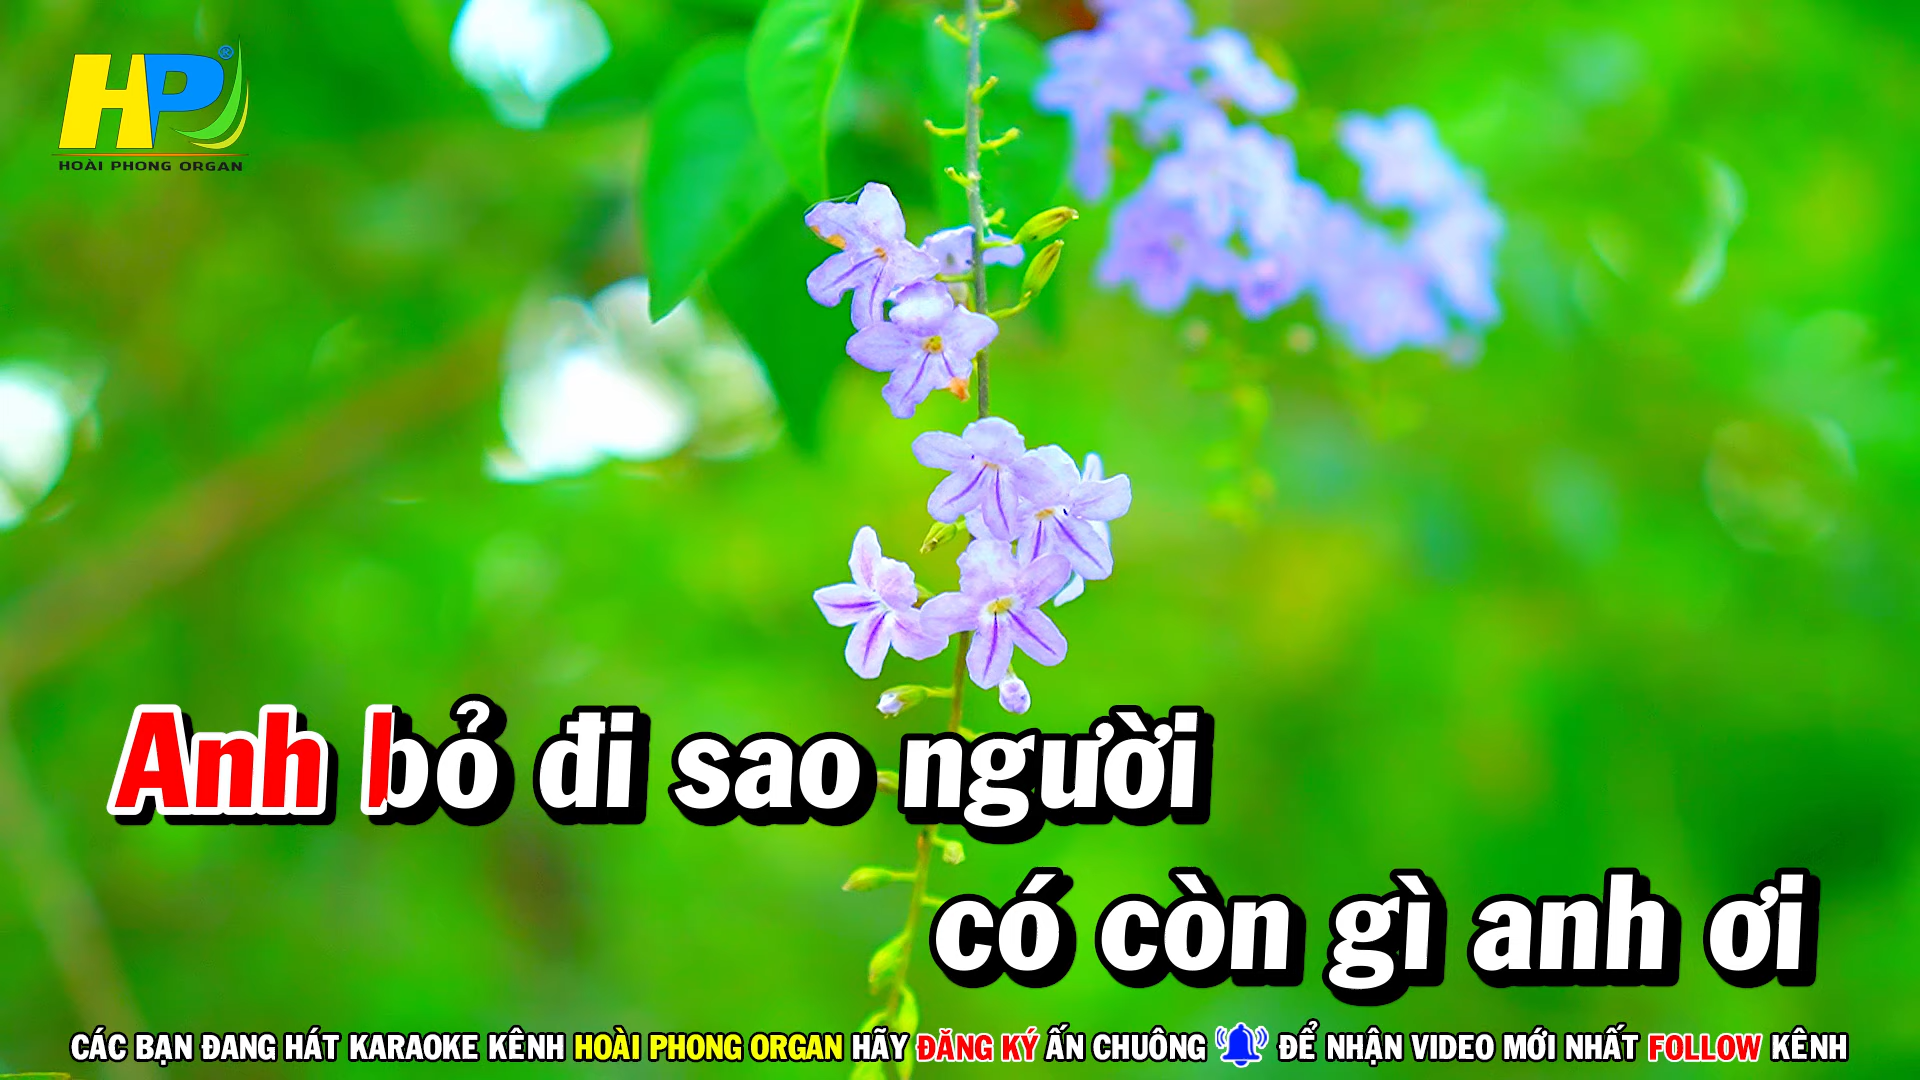 HP®
HOÀI PHONG ORGAN
Anh bỏ đi sao người
có còn gì anh ơi
CÁC BẠN ĐANG HÁT KARAOKE KÊNH HOÀI PHONG ORGAN HÃY ĐĂNG KÝ ẤN CHUÔNG ĐỂ NHẬN VIDEO MỚI NHẤT FOLLOW KÊNH